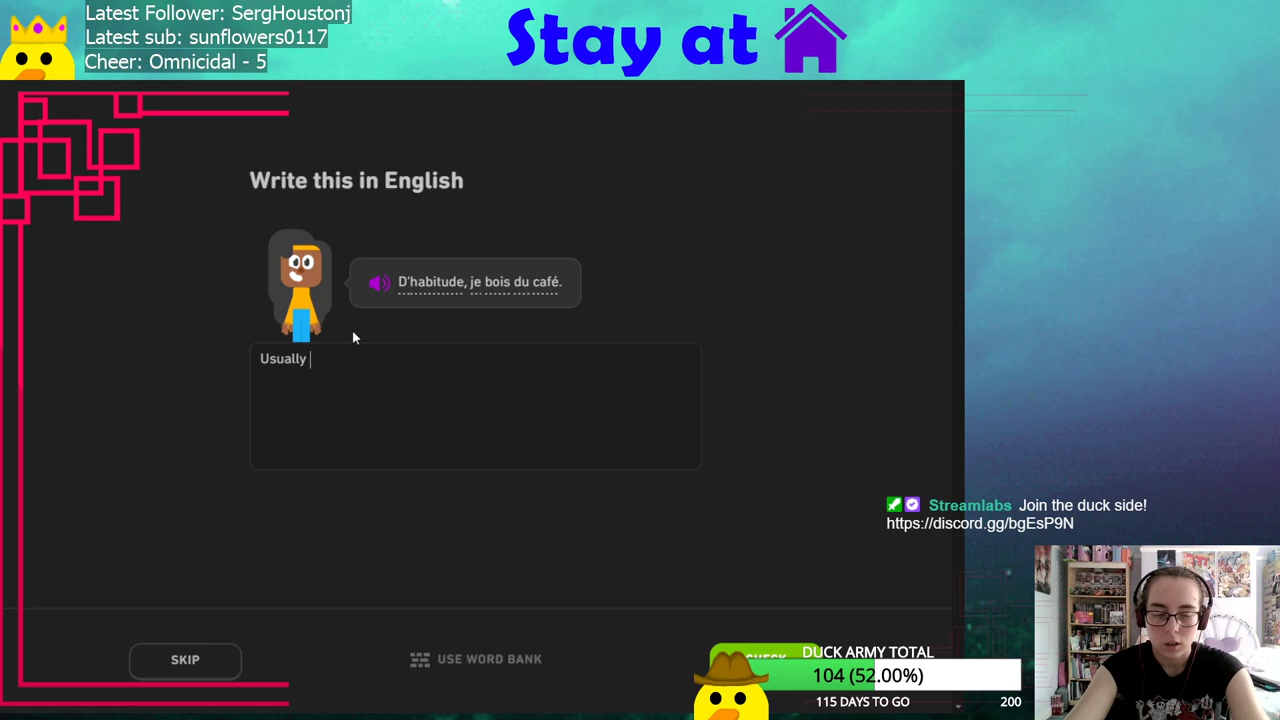 Latest Follower: SergHoustonj
Latest sub: sunflowers0117
Cheer: Omnicidal - 5
Stay at
Write this in English
D'habitude, je bois du café.
Usually
Streamlabs Join the duck side!
https://discord.gg/bgEsP9N
SKIP
USE WORD BANK
CHECK
DUCK ARMY TOTAL
104 (52.00%)
115 DAYS TO GO
200